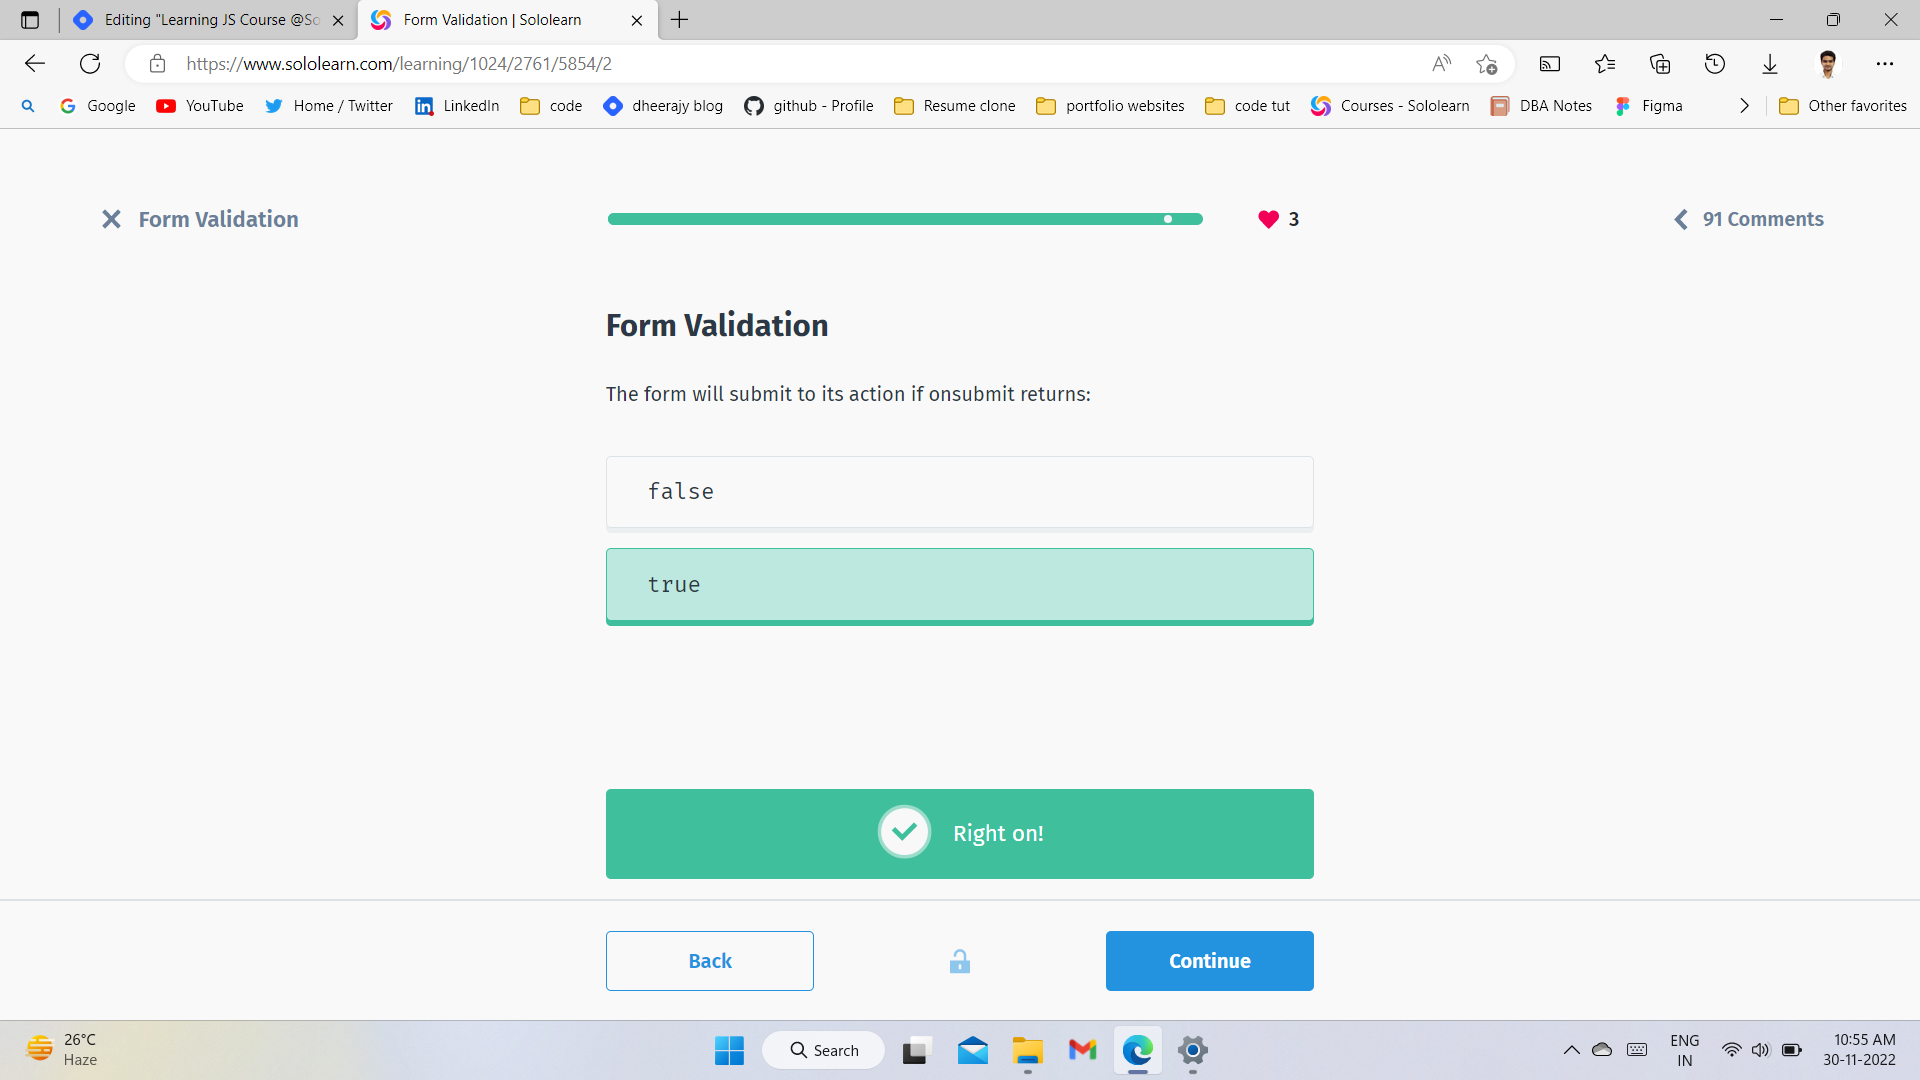 Editing "Learning JS Course @So
Form Validation | Sololearn
https://www.sololearn.com/learning/1024/2761/5854/2
Google
YouTube
Home / Twitter
LinkedIn
code
dheerajy blog
github - Profile
Resume clone
portfolio websites
code tut
Courses - Sololearn
DBA Notes
Figma
Other favorites
Form Validation
3
91 Comments
Form Validation
The form will submit to its action if onsubmit returns:
false
true
Right on!
Back
Continue
26°C
Haze
Search
ENG
IN
10:55 AM
30-11-2022